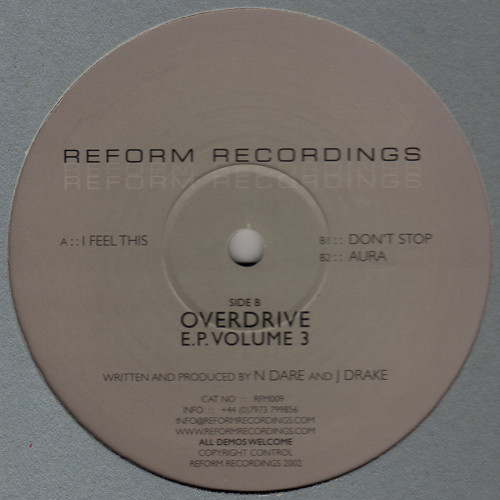 REFORM RECORDINGS
REFORM RECORDINGS
A :: I FEEL THIS
B1 :: DON'T STOP
B2 :: AURA
SIDE B
OVERDRIVE
E.P. VOLUME 3
WRITTEN AND PRODUCED BY N DARE AND J DRAKE
CAT NO :: RFM009
INFO :: +44 (0)7973 799856
INFO@REFORMRECORDINGS.COM
WWW.REFORMRECORDINGS.COM
ALL DEMOS WELCOME
COPYRIGHT CONTROL
REFORM RECORDINGS 2002